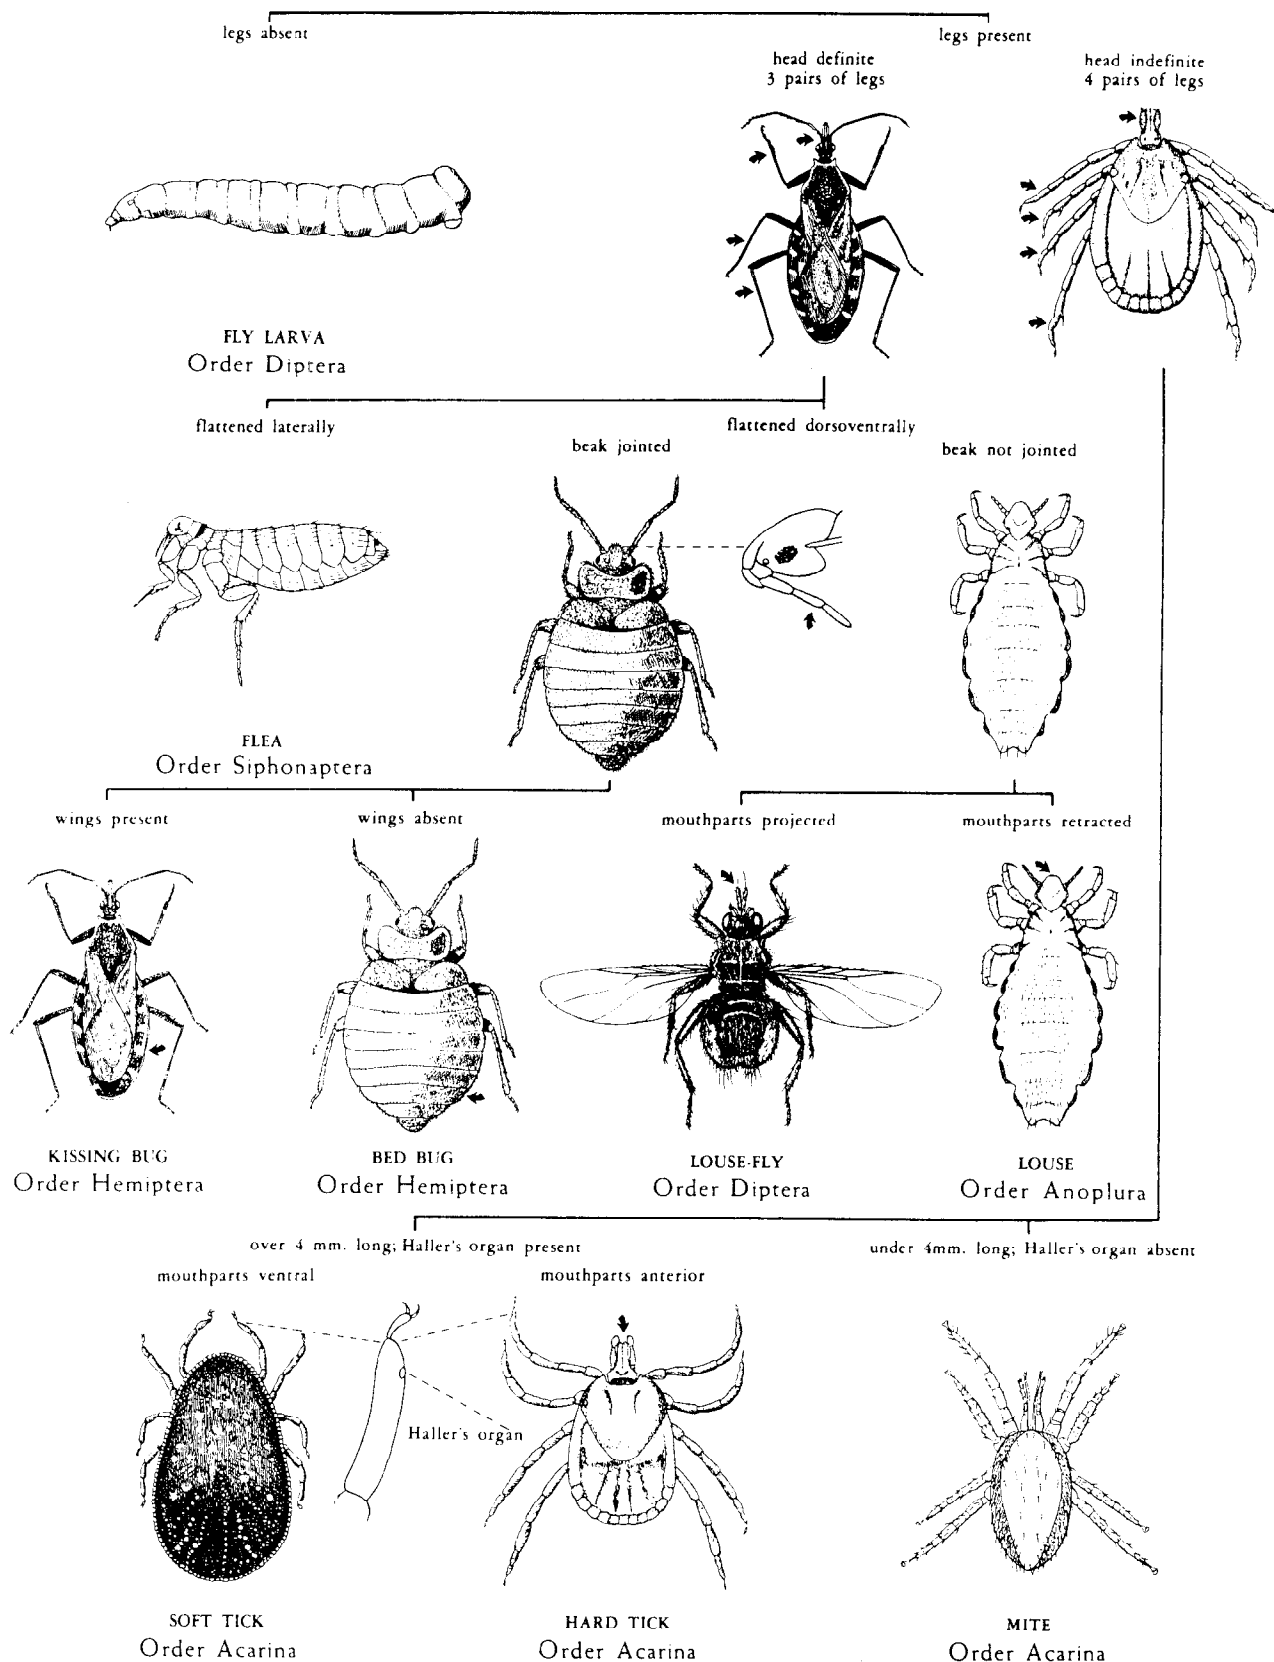 legs absent
legs present
head definite
3 pairs of legs
head indefinite
4 pairs of legs
FLY LARVA
Order Diptera
flattened laterally
flattened dorsoventrally
beak jointed
beak not jointed
FLEA
Order Siphonaptera
wings present
wings absent
mouthparts projected
mouthparts retracted
KISSING BUG
Order Hemiptera
BED BUG
Order Hemiptera
LOUSE-FLY
Order Diptera
LOUSE
Order Anoplura
over 4 mm. long; Haller's organ present
under 4mm. long; Haller's organ absent
mouthparts ventral
mouthparts anterior
Haller's organ
SOFT TICK
Order Acarina
HARD TICK
Order Acarina
MITE
Order Acarina